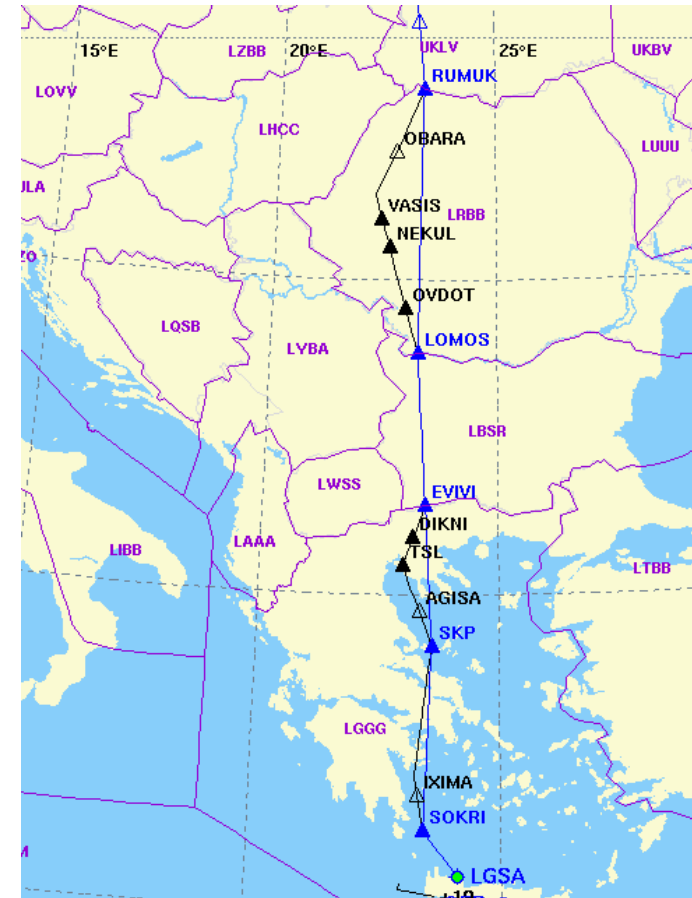 15°E
LZBB
20°E
UKLV
25°E
UKBV
RUMUK
LOVV
LHCC
OBARA
LUUU
VASIS
LRBB
NEKUL
OVDOT
LQSB
LYBA
LOMOS
LBSR
LWSS
EVIVI
DIKNI
LIBB
LAAA
TSL
LTBB
AGISA
SKP
LGGG
IXIMA
SOKRI
LGSA